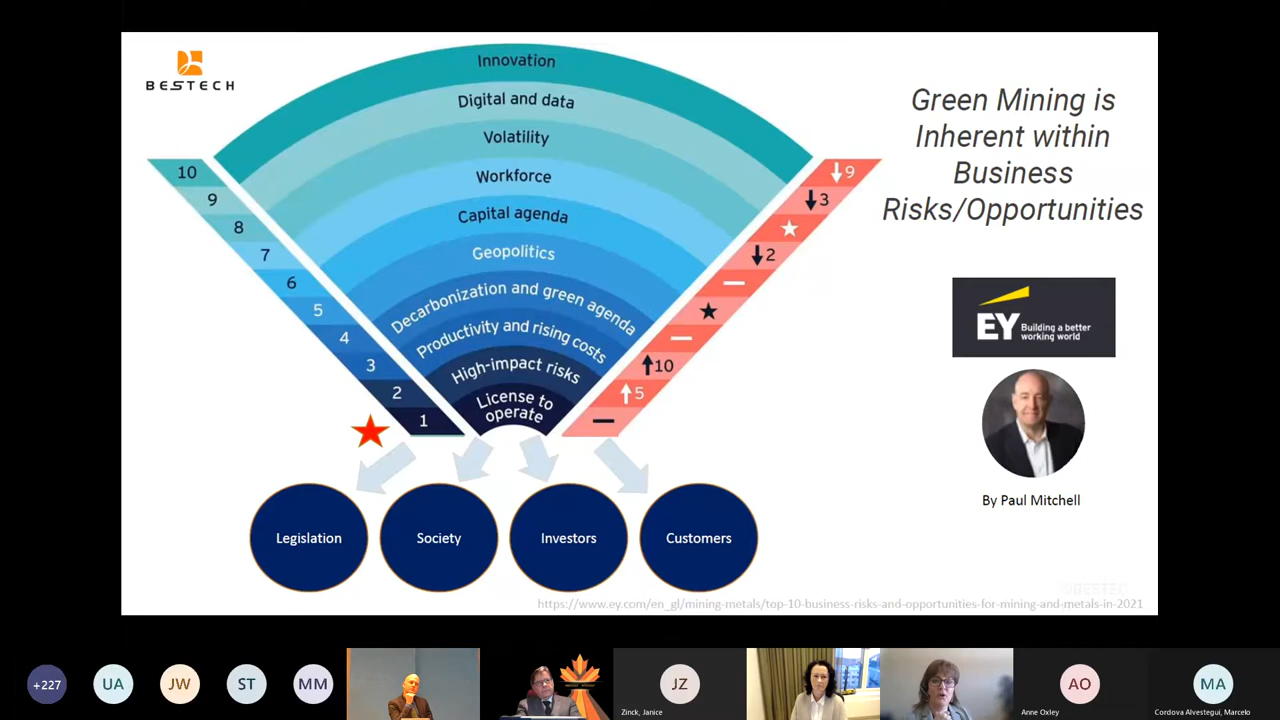 BESTECH
Innovation
Digital and data
Volatility
Workforce
Capital agenda
Geopolitics
Decarbonization and green agenda
Productivity and rising costs
High-impact risks
License to
operate
10
9
8
7
6
5
4
3
2
1
9
3
2
10
5
Green Mining is
Inherent within
Business
Risks/Opportunities
EY
Building a better
working world
By Paul Mitchell
Legislation
Society
Investors
Customers
BESTECH
https://www.ey.com/en_gl/mining-metals/top-10-business-risks-and-opportunities-for-mining-and-metals-in-2021
+227
UA
JW
ST
MM
JZ
Zinck, Janice
AO
Anne Oxley
MA
Cordova Alvestegui, Marcelo